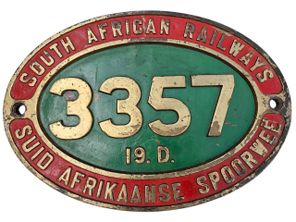 SOUTH AFRICAN RAILWAYS
3357
19. D.
SUID AFRIKAANSE SPOORWEË